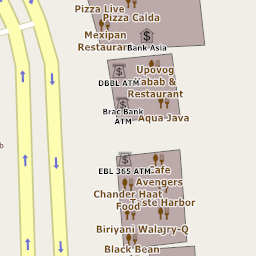 Pizza Live
Pizza Calda
Mexipan
Restaurant
Bank Asia
Upovog
Kabab &
Restaurant
DBBL ATM
Brac Bank
ATM
Aqua Java
EBL 365 ATM
Cafe
Avengers
Chander Haat
Food
Taste Harbor
Biriyani Wala
Black Bean